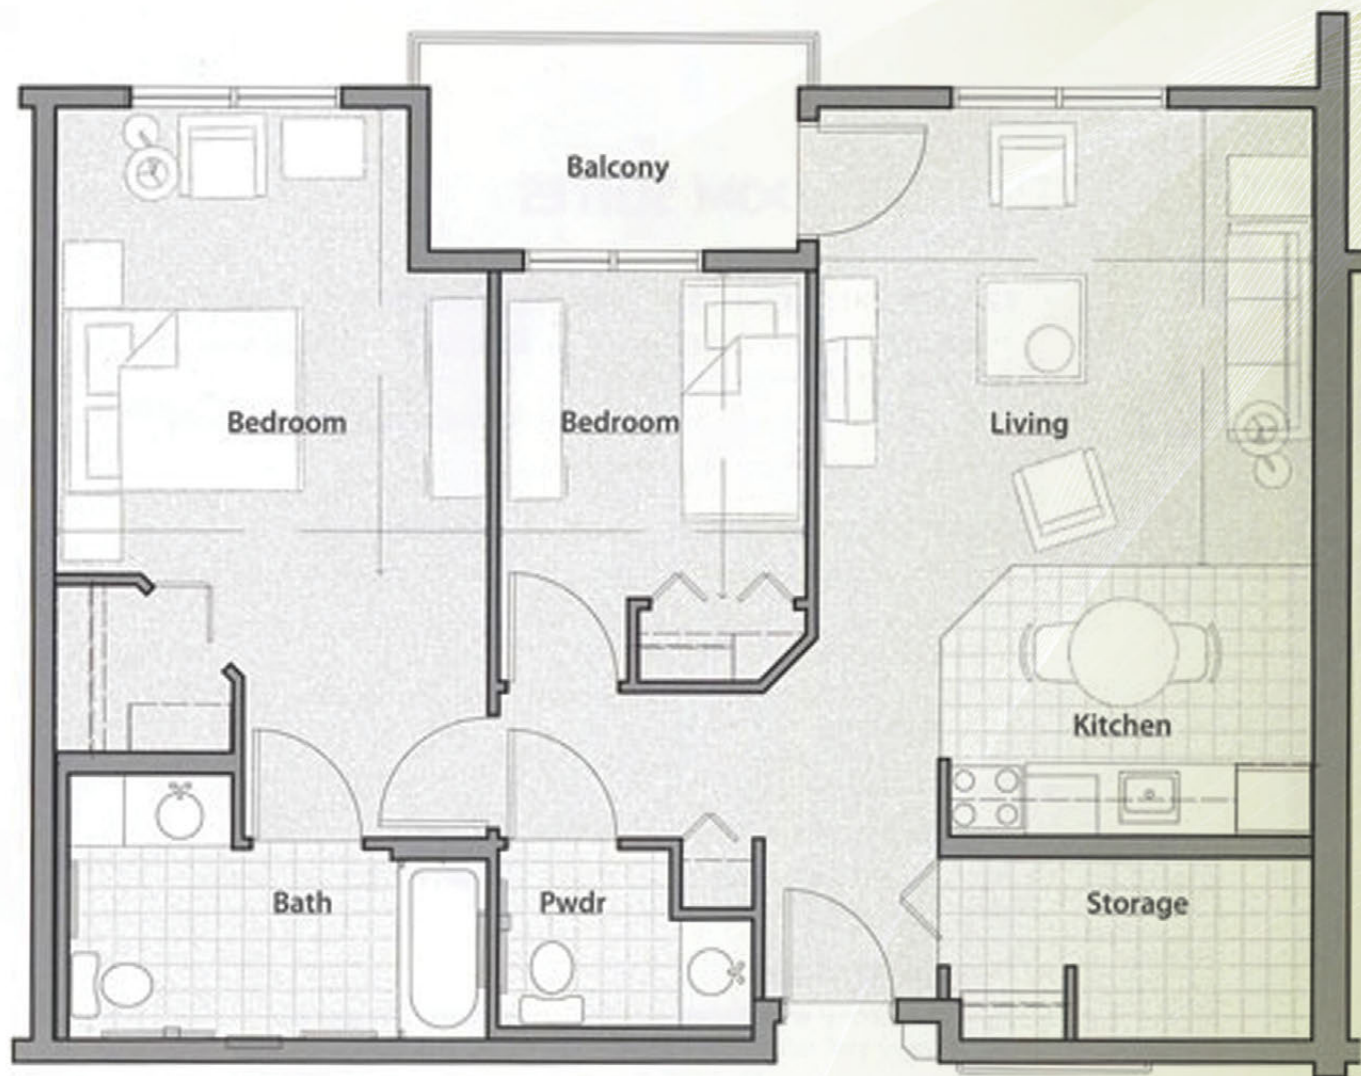 Balcony
Bedroom
Bedroom
Living
Kitchen
Bath
Pwdr
Storage